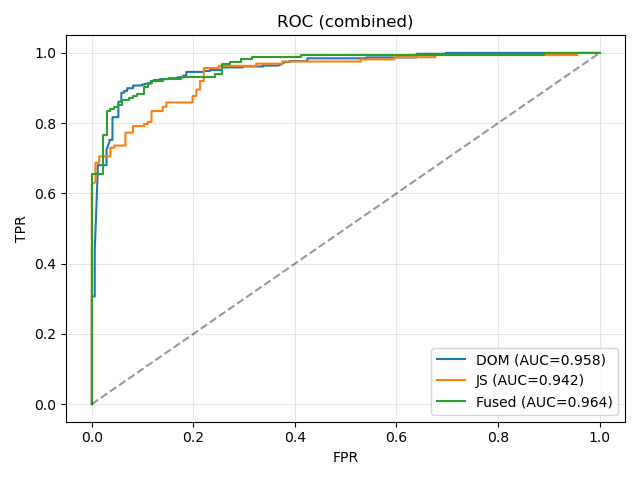 ROC (combined)
TPR
1.0
0.8
0.6
0.4
0.2
0.0
0.0 0.2 0.4 0.6 0.8 1.0
FPR
DOM (AUC=0.958)
JS (AUC=0.942)
Fused (AUC=0.964)